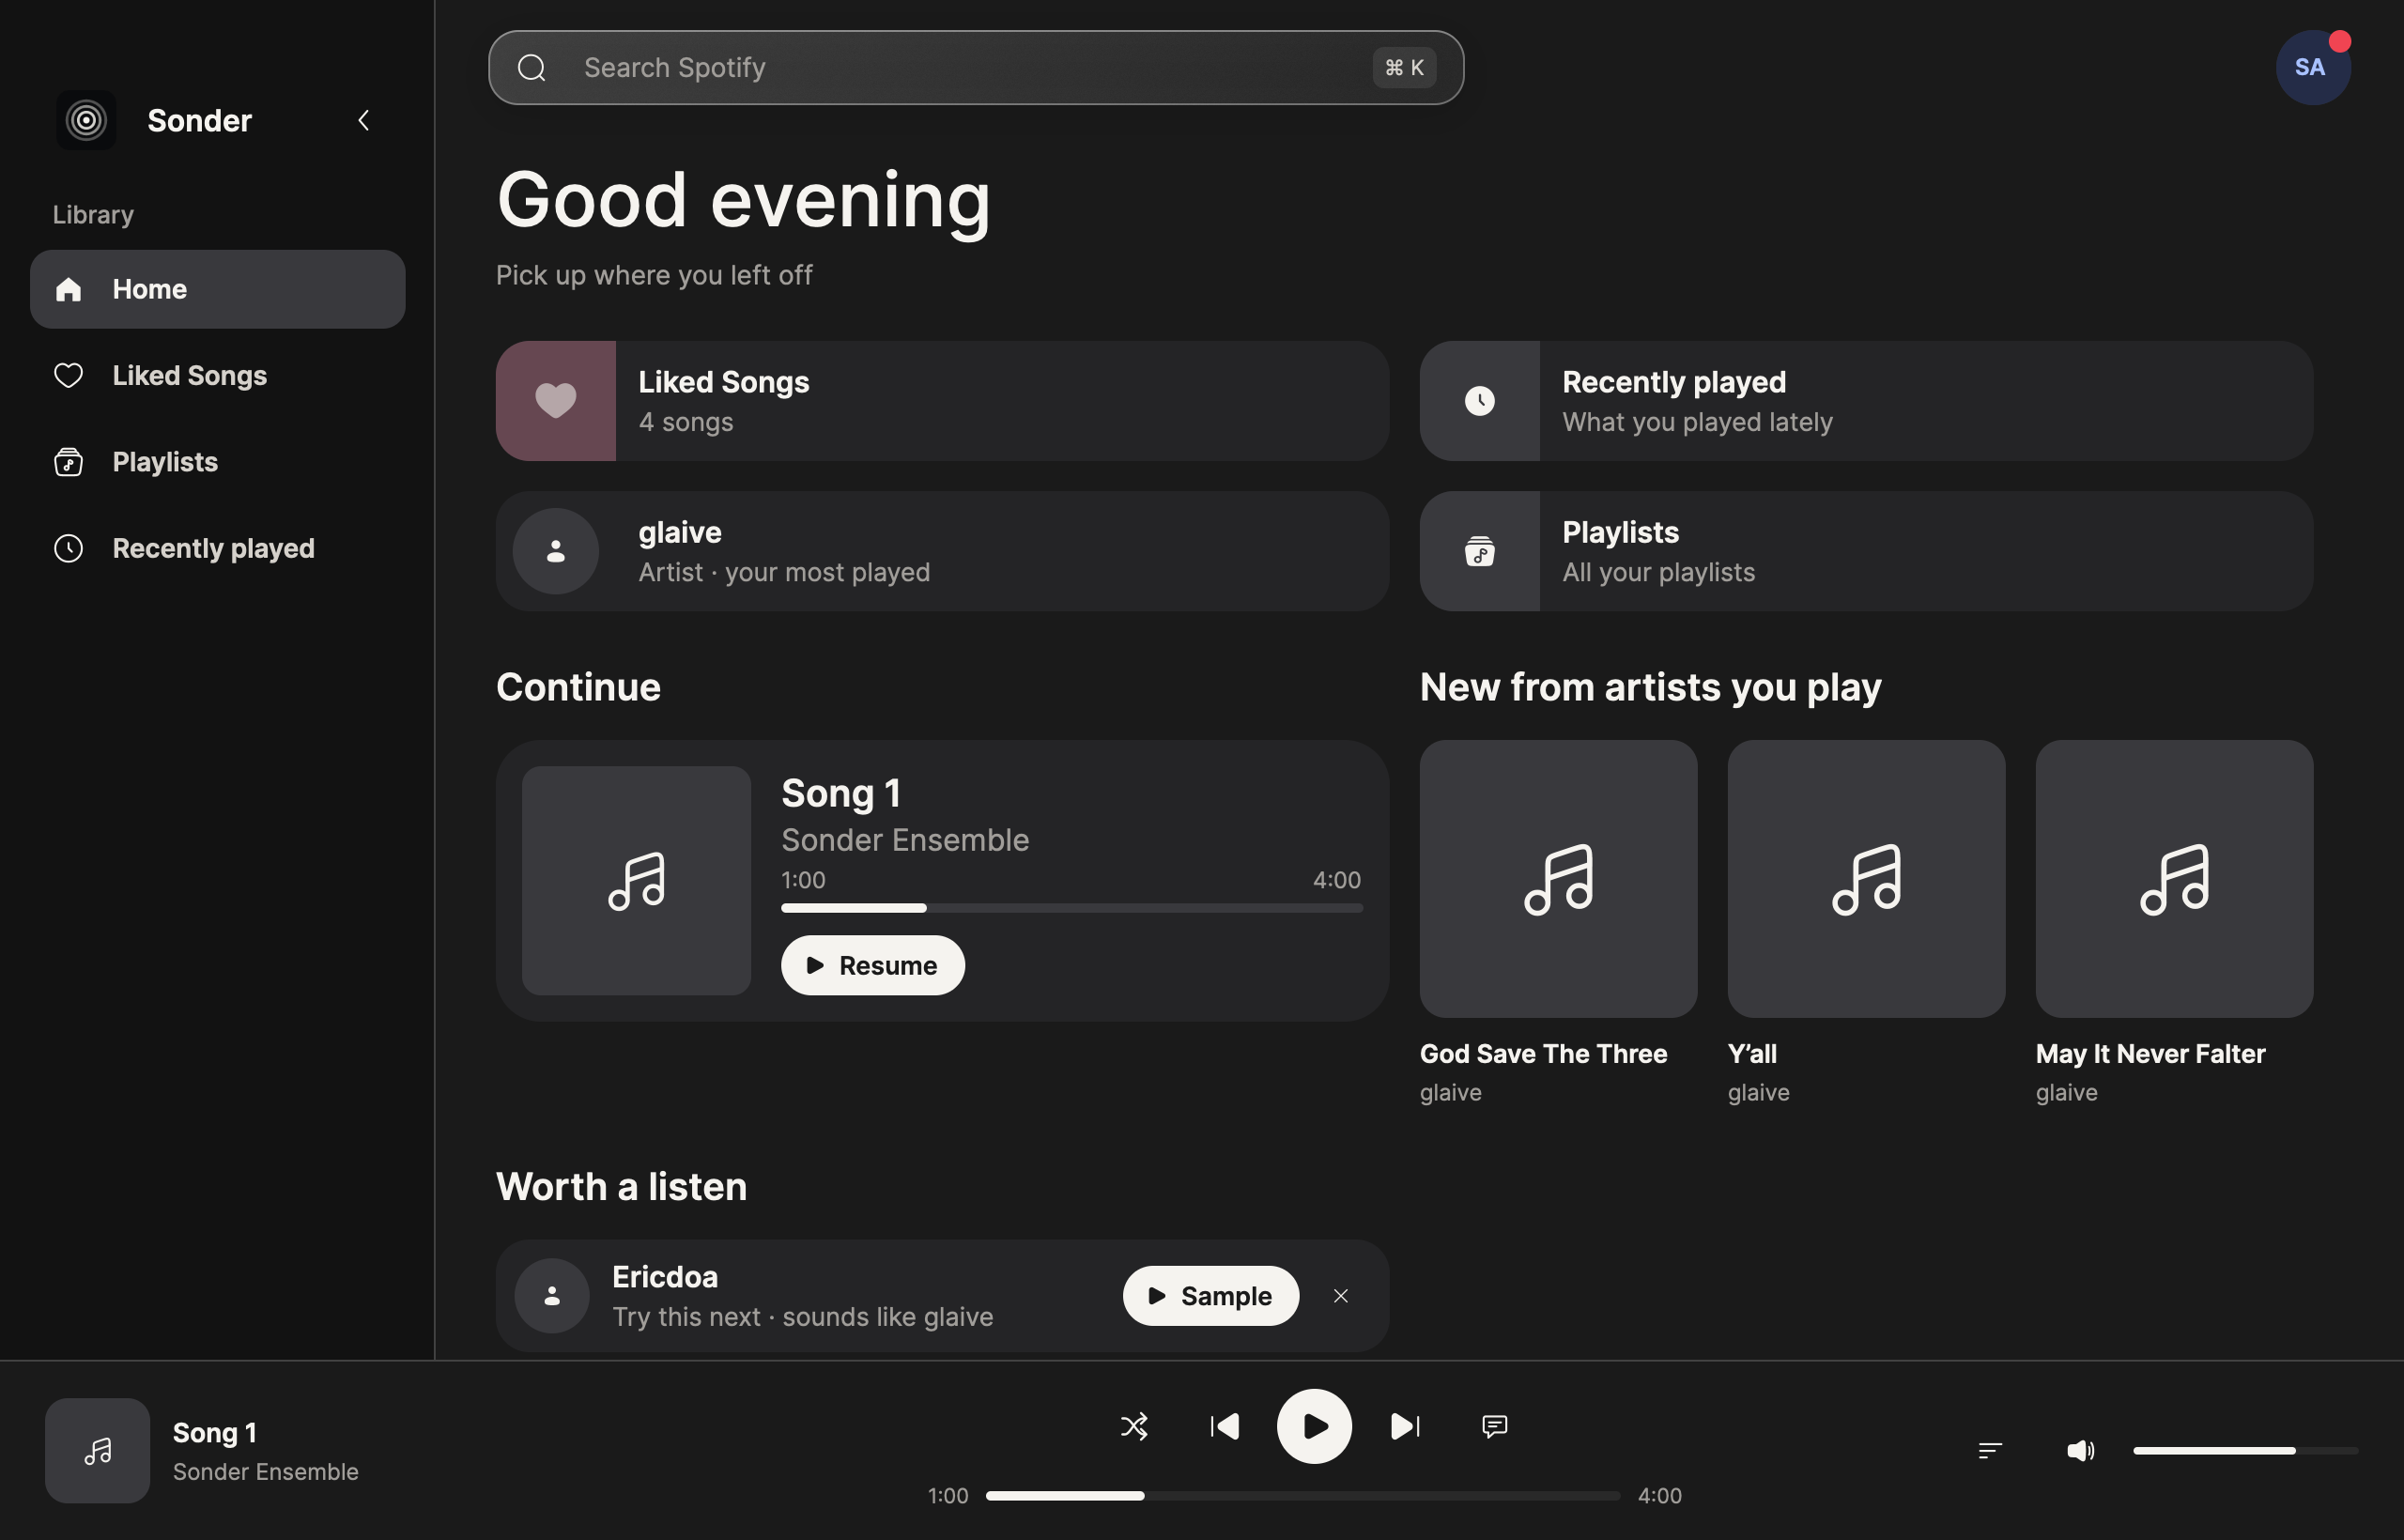 Search Spotify
⌘ K
SA
Sonder
Library
Home
Liked Songs
Playlists
Recently played
Good evening
Pick up where you left off
Liked Songs
4 songs
Recently played
What you played lately
glaive
Artist · your most played
Playlists
All your playlists
Continue
Song 1
Sonder Ensemble
1:00
4:00
Resume
New from artists you play
God Save The Three
glaive
Y’all
glaive
May It Never Falter
glaive
Worth a listen
Ericdoa
Try this next · sounds like glaive
Sample
Song 1
Sonder Ensemble
1:00
4:00